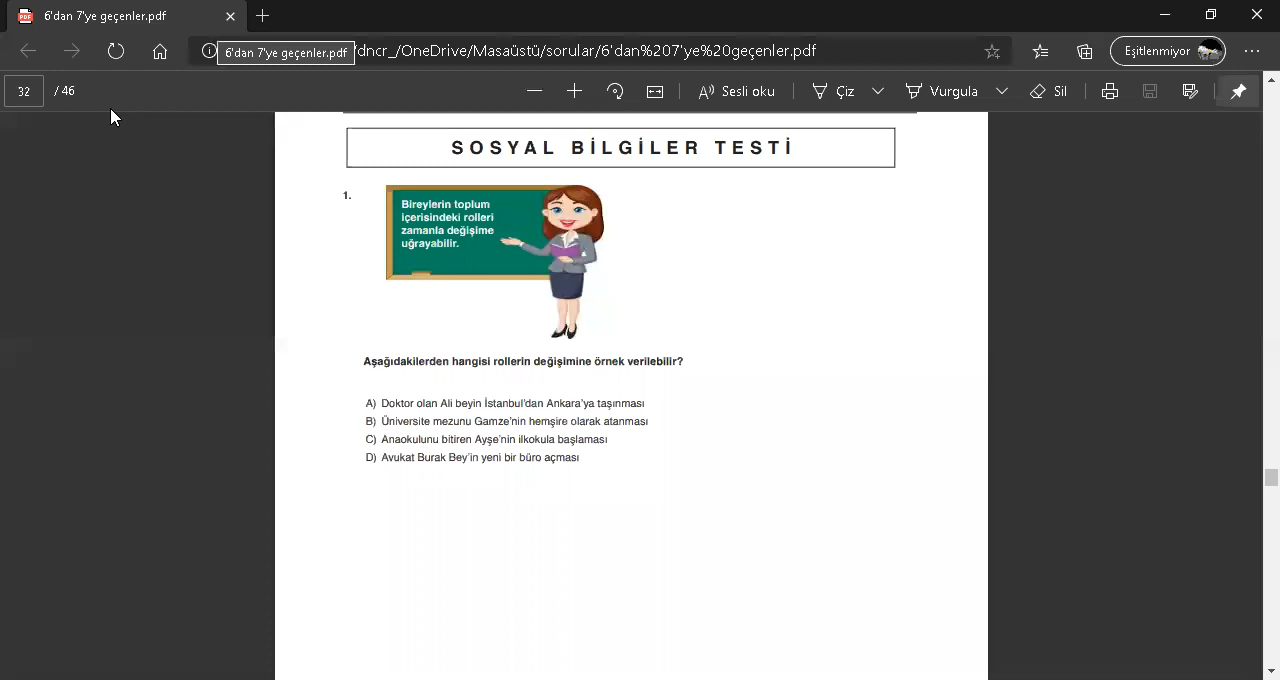 6'dan 7'ye geçenler.pdf
6'dan 7'ye geçenler.pdf
/dncr_/OneDrive/Masaüstü/sorular/6'dan%207'ye%20geçenler.pdf
Eşitlenmiyor
32 / 46
Sesli oku
Çiz
Vurgula
Sil
SOSYAL BİLGİLER TESTİ
1.
Bireylerin toplum
içerisindeki rolleri
zamanla değişime
uğrayabilir.
Aşağıdakilerden hangisi rollerin değişimine örnek verilebilir?
A) Doktor olan Ali beyin İstanbul'dan Ankara'ya taşınması
B) Üniversite mezunu Gamze'nin hemşire olarak atanması
C) Anaokulunu bitiren Ayşe'nin ilkokula başlaması
D) Avukat Burak Bey'in yeni bir büro açması